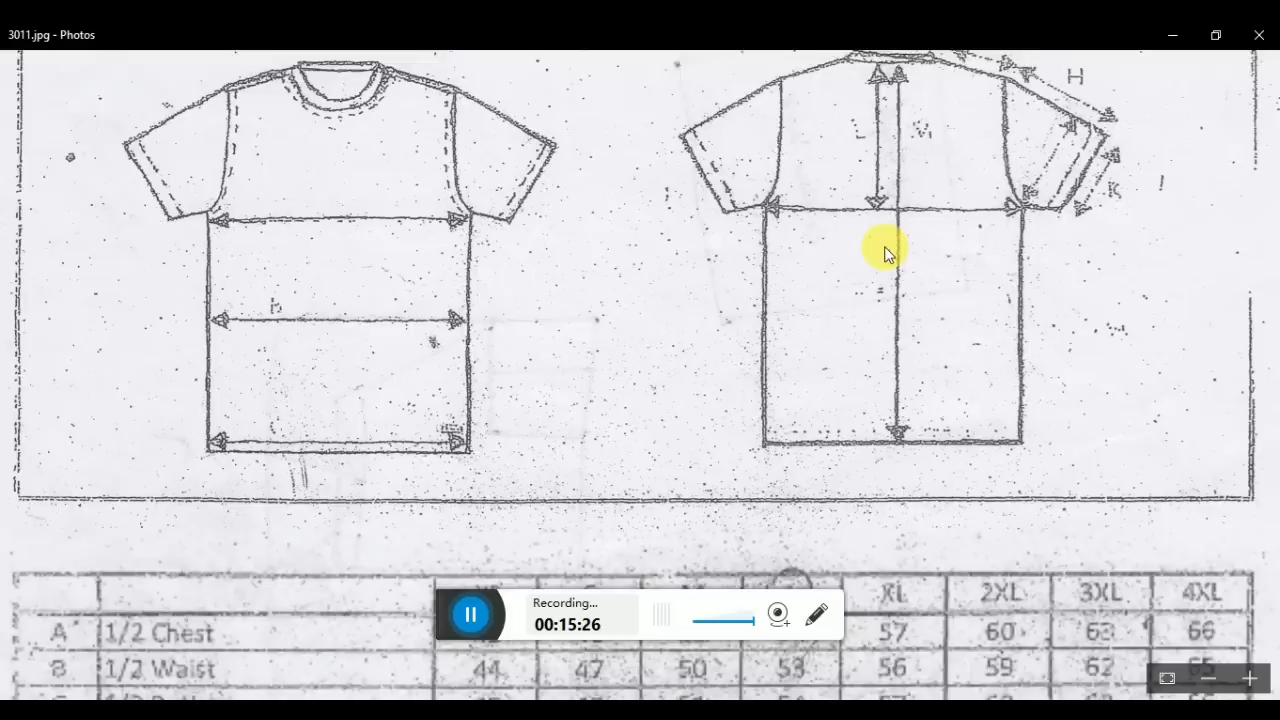 3011.jpg - Photos
H
L
M
K
b
XL 2XL 3XL 4XL
A 1/2 Chest 57 60 63 66
B 1/2 Waist 44 47 50 53 56 59 62 65
Recording...
00:15:26